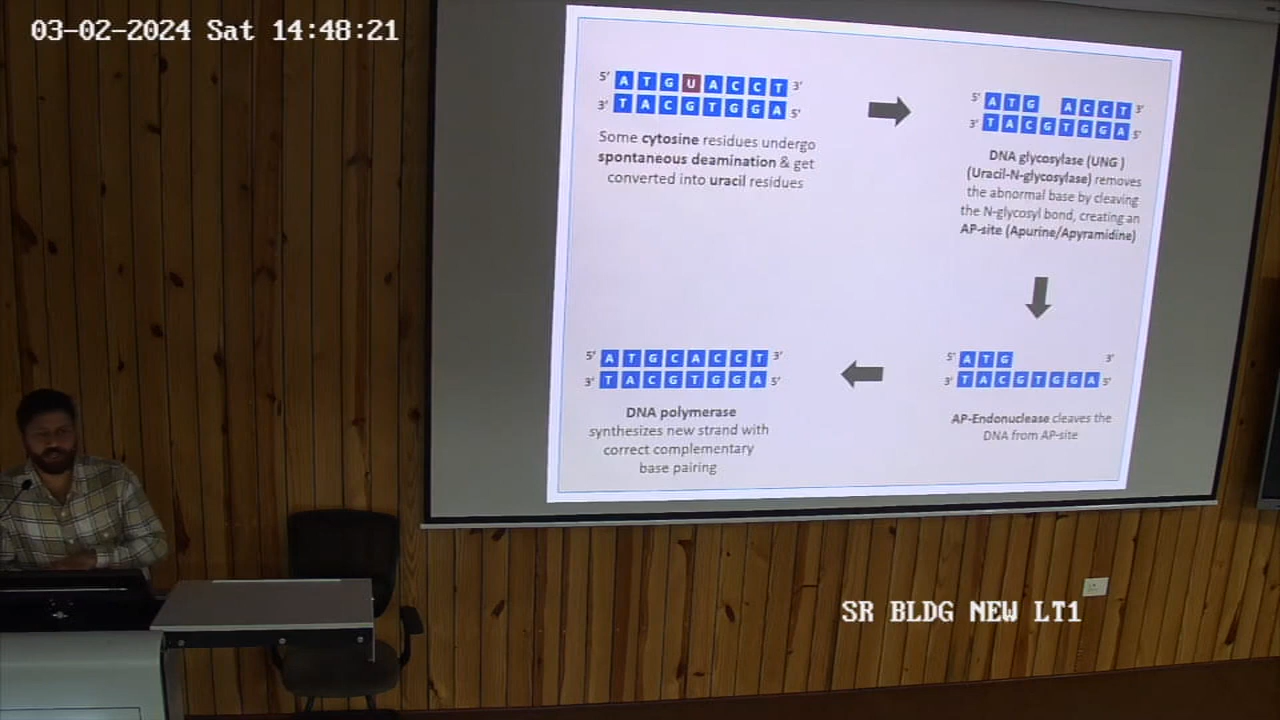 03-02-2024 Sat 14:48:21
5' A T G U A C C T 3'
3' T A C G T G G A 5'
Some cytosine residues undergo
spontaneous deamination & get
converted into uracil residues
5' A T G A C C T 3'
3' T A C G T G G A 5'
DNA glycosylase (UNG )
(Uracil-N-glycosylase) removes
the abnormal base by cleaving
the N-glycosyl bond, creating an
AP-site (Apurine/Apyramidine)
5' A T G 3'
3' T A C G T G G A 5'
AP-Endonuclease cleaves the
DNA from AP-site
5' A T G C A C C T 3'
3' T A C G T G G A 5'
DNA polymerase
synthesizes new strand with
correct complementary
base pairing
SR BLDG NEW LT1